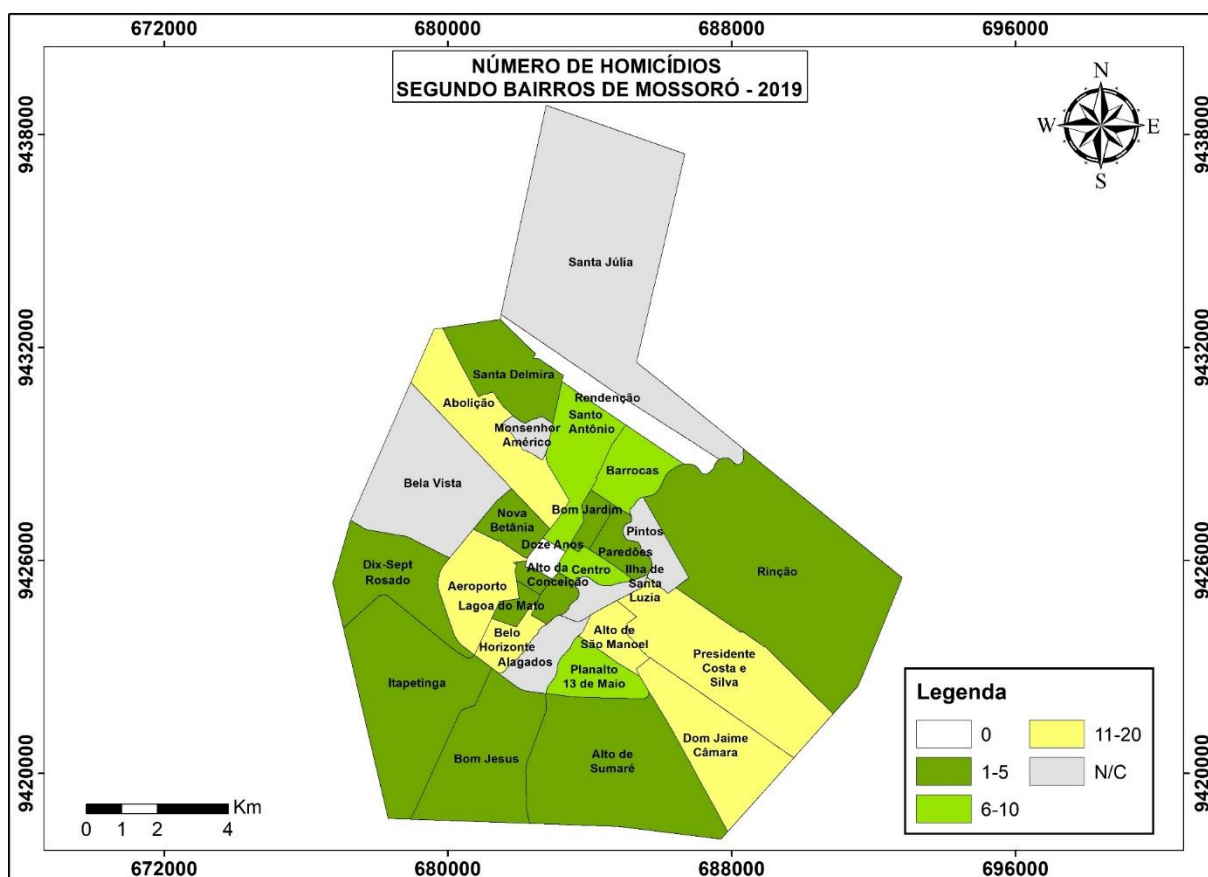 672000
680000
688000
696000
NÚMERO DE HOMICÍDIOS
SEGUNDO BAIRROS DE MOSSORÓ - 2019
N
W
E
S
9438000
9438000
Santa Júlia
9432000
9432000
Santa Delmira
Abolição
Rendenção
Santo
Antônio
Monsenhor
Américo
Barrocas
Bela Vista
Nova
Betânia
Bom Jardim
Pintos
Doze Anos
Paredões
9426000
9426000
Dix-Sept
Rosado
Alto da
Conceição
Centro
Ilha de
Santa
Luzia
Rinção
Aeroporto
Lagoa do Mato
Belo
Horizonte
Alto de
São Manoel
Alagados
Presidente
Costa e
Silva
Planalto
13 de Maio
Itapetinga
Dom Jaime
Câmara
Bom Jesus
Alto de
Sumaré
Legenda
0
11-20
1-5
N/C
6-10
9420000
9420000
Km
0 1 2 4
672000
680000
688000
696000